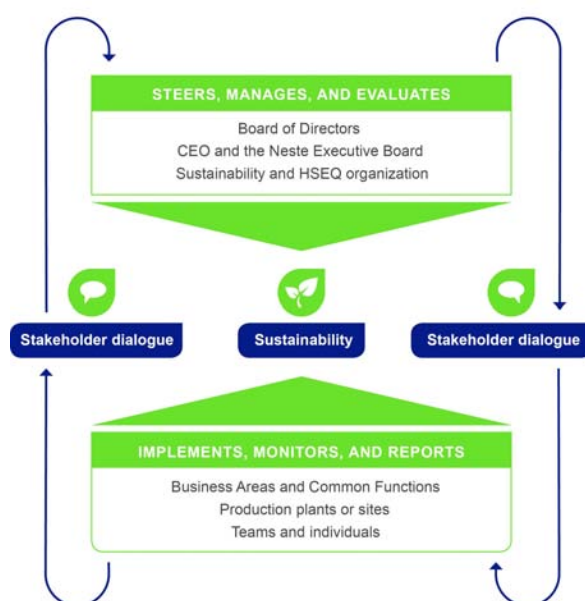 STEERS, MANAGES, AND EVALUATES
Board of Directors
CEO and the Neste Executive Board
Sustainability and HSEQ organization
Stakeholder dialogue
Sustainability
Stakeholder dialogue
IMPLEMENTS, MONITORS, AND REPORTS
Business Areas and Common Functions
Production plants or sites
Teams and individuals